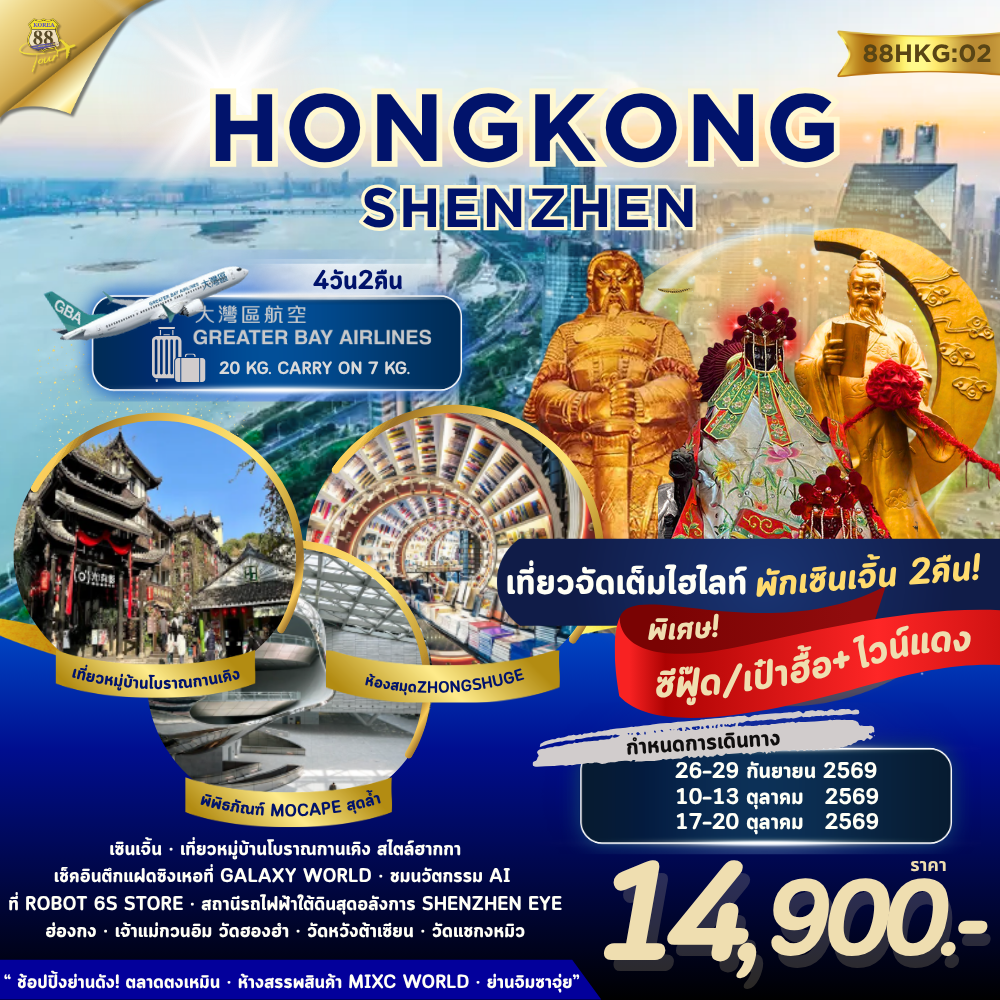 KOREA
88
Tour
88HKG:02
HONGKONG
SHENZHEN
4วัน2คืน
GBA
GREATER BAY AIRLINES 大灣區
大灣區航空
GREATER BAY AIRLINES
20 KG. CARRY ON 7 KG.
เที่ยวจัดเต็มไฮไลท์ พักเซินเจิ้น 2คืน!
พิเศษ!
ซีฟู๊ด/เป๋าฮื้อ+ไวน์แดง
เที่ยวหมู่บ้านโบราณกานเคิง
ห้องสมุดZHONGSHUGE
พิพิธภัณฑ์ MOCAPE สุดล้ำ
กำหนดการเดินทาง
26-29 กันยายน 2569
10-13 ตุลาคม 2569
17-20 ตุลาคม 2569
เซินเจิ้น · เที่ยวหมู่บ้านโบราณกานเคิง สไตล์ฮากกา
เช็คอินตึกแฝดซิงเหอที่ GALAXY WORLD · ชมนวัตกรรม AI
ที่ ROBOT 6S STORE · สถานีรถไฟฟ้าใต้ดินสุดอลังการ SHENZHEN EYE
ฮ่องกง · เจ้าแม่กวนอิม วัดฮองฮำ · วัดหวังต้าเซียน · วัดแชกงหมิว
ราคา
14,900.-
“ ช้อปปิ้งย่านดัง! ตลาดตงเหมิน · ห้างสรรพสินค้า MIXC WORLD · ย่านจิมซาจุ่ย”